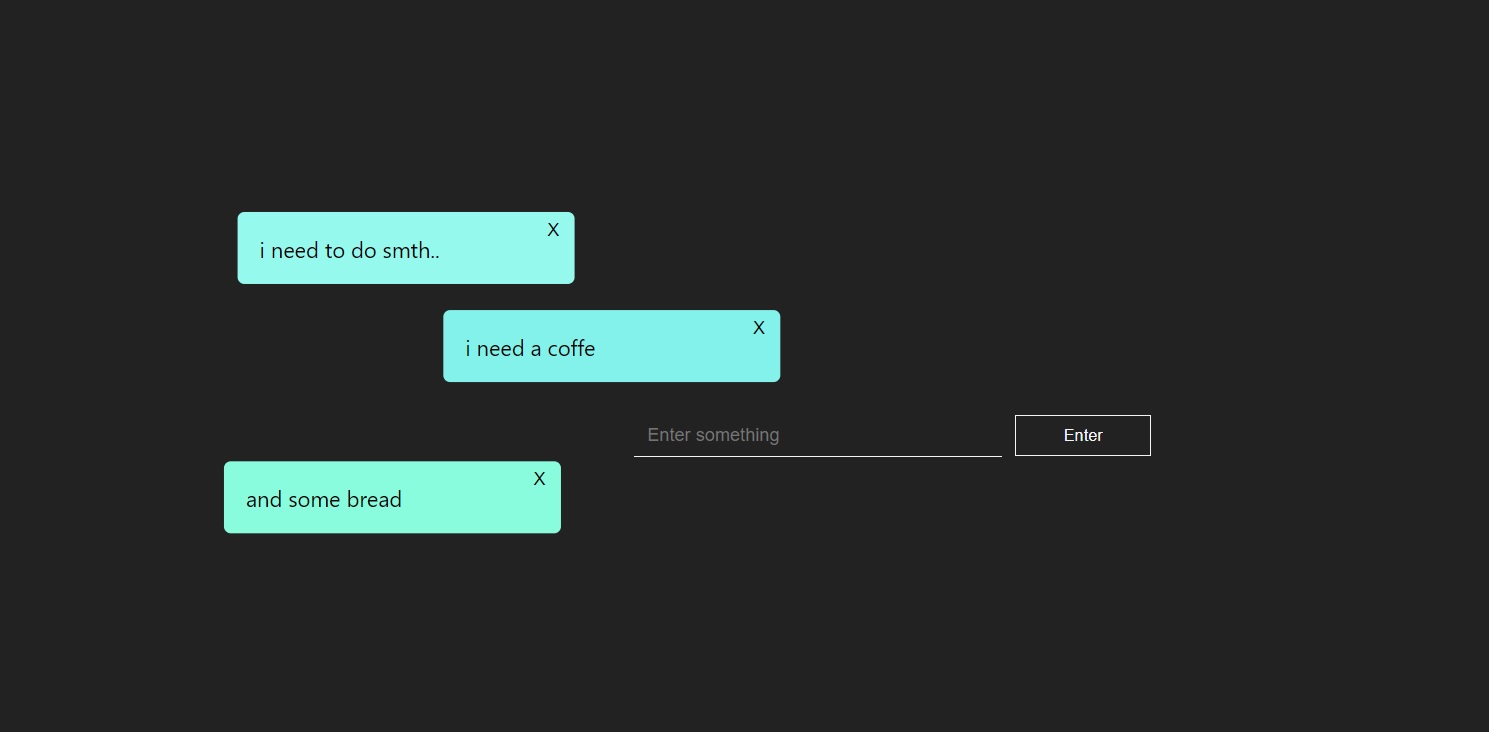 X
i need to do smth..
X
i need a coffe
Enter something
Enter
X
and some bread